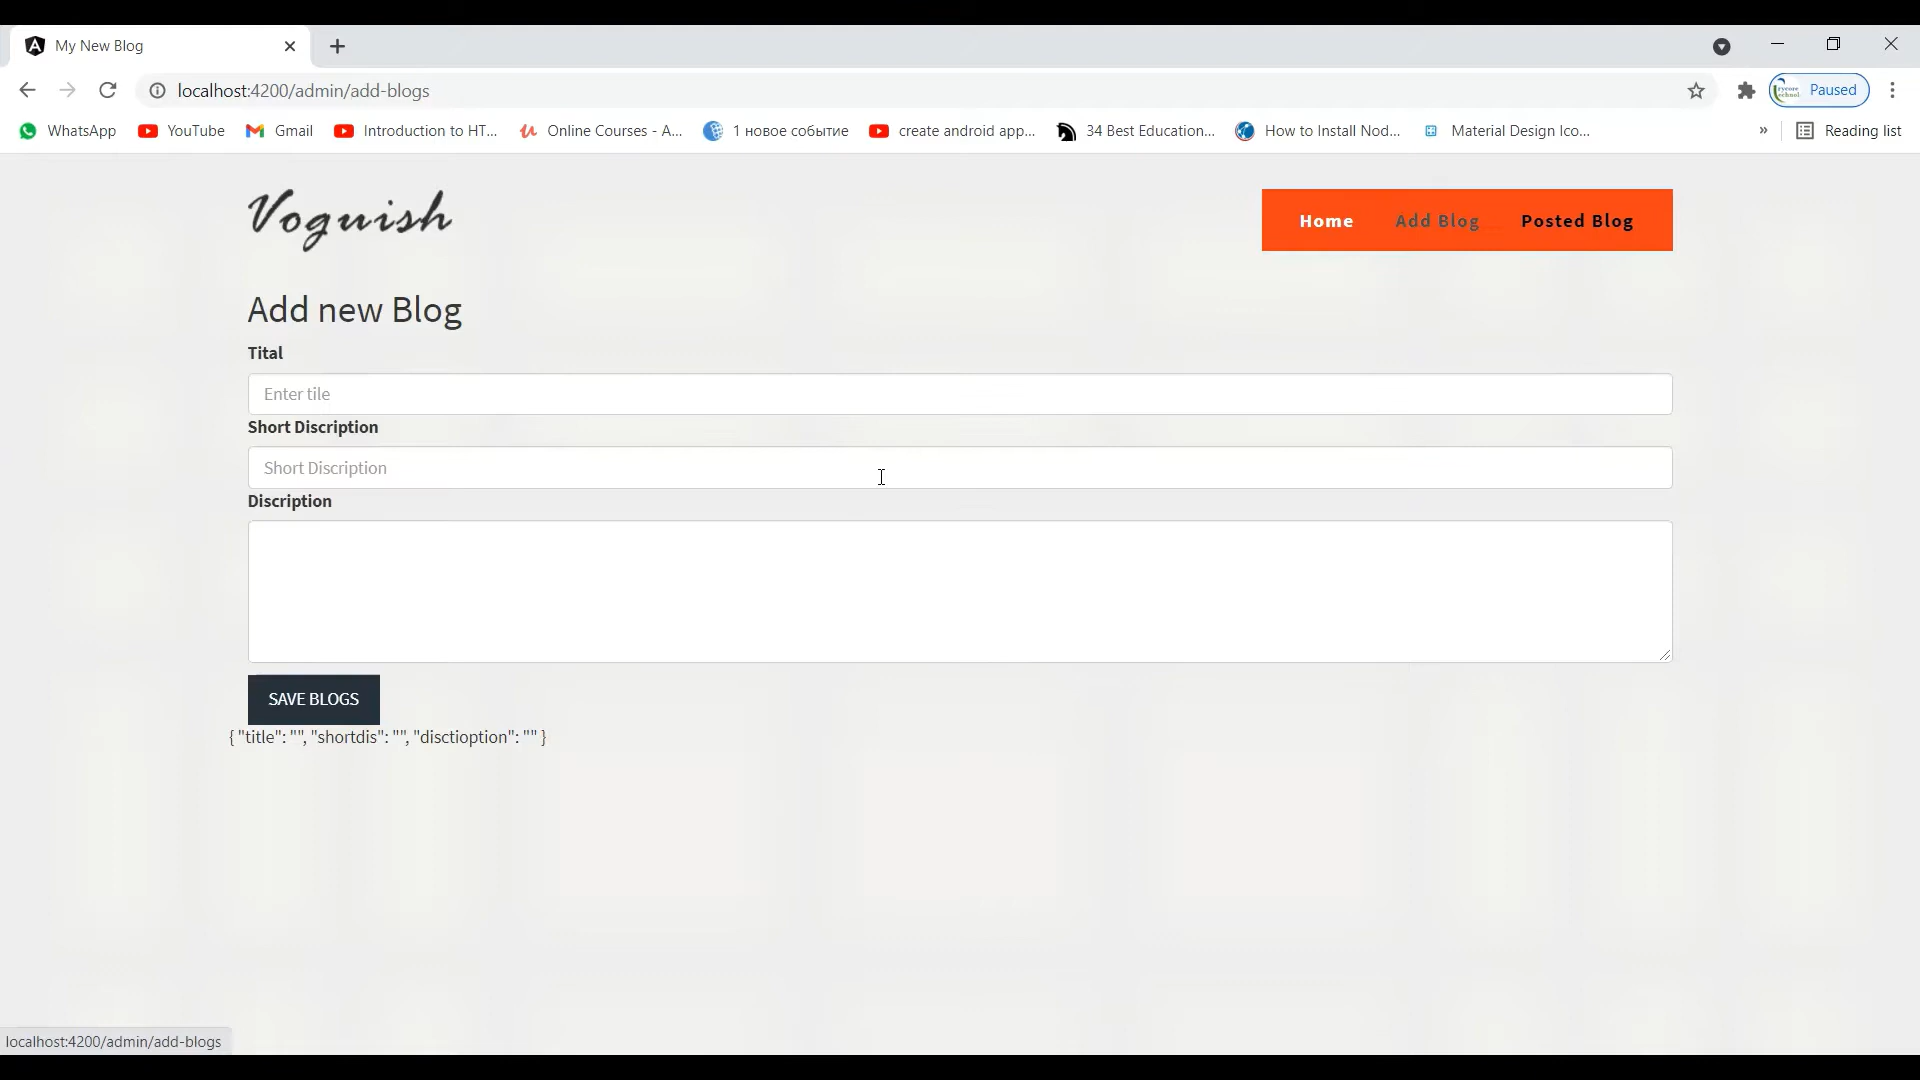 My New Blog
localhost:4200/admin/add-blogs
Paused
WhatsApp YouTube Gmail Introduction to HT... Online Courses - A... 1 новое событие create android app... 34 Best Education... How to Install Nod... Material Design Ico... » Reading list
Voguish
Home Add Blog Posted Blog
Add new Blog
Tital
Enter tile
Short Discription
Short Discription
Discription
SAVE BLOGS
{ "title": "", "shortdis": "", "disctioption": "" }
localhost:4200/admin/add-blogs